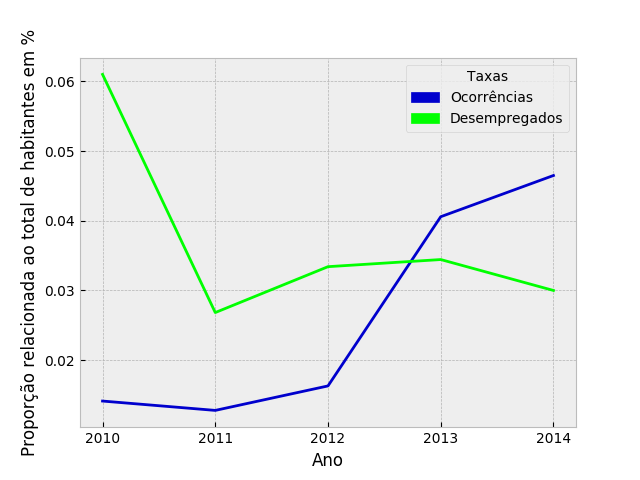 Proporção relacionada ao total de habitantes em %
0.06
0.05
0.04
0.03
0.02
Taxas
Ocorrências
Desempregados
2010 2011 2012 2013 2014
Ano